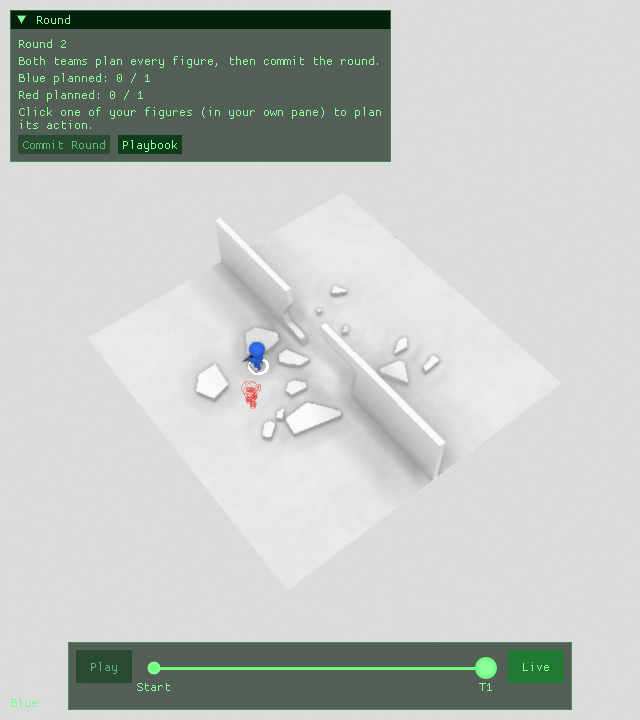 Round
Round 2
Both teams plan every figure, then commit the round.
Blue planned: 0 / 1
Red planned: 0 / 1
Click one of your figures (in your own pane) to plan
its action.
Commit Round Playbook
Play Live
Start T1
Blue